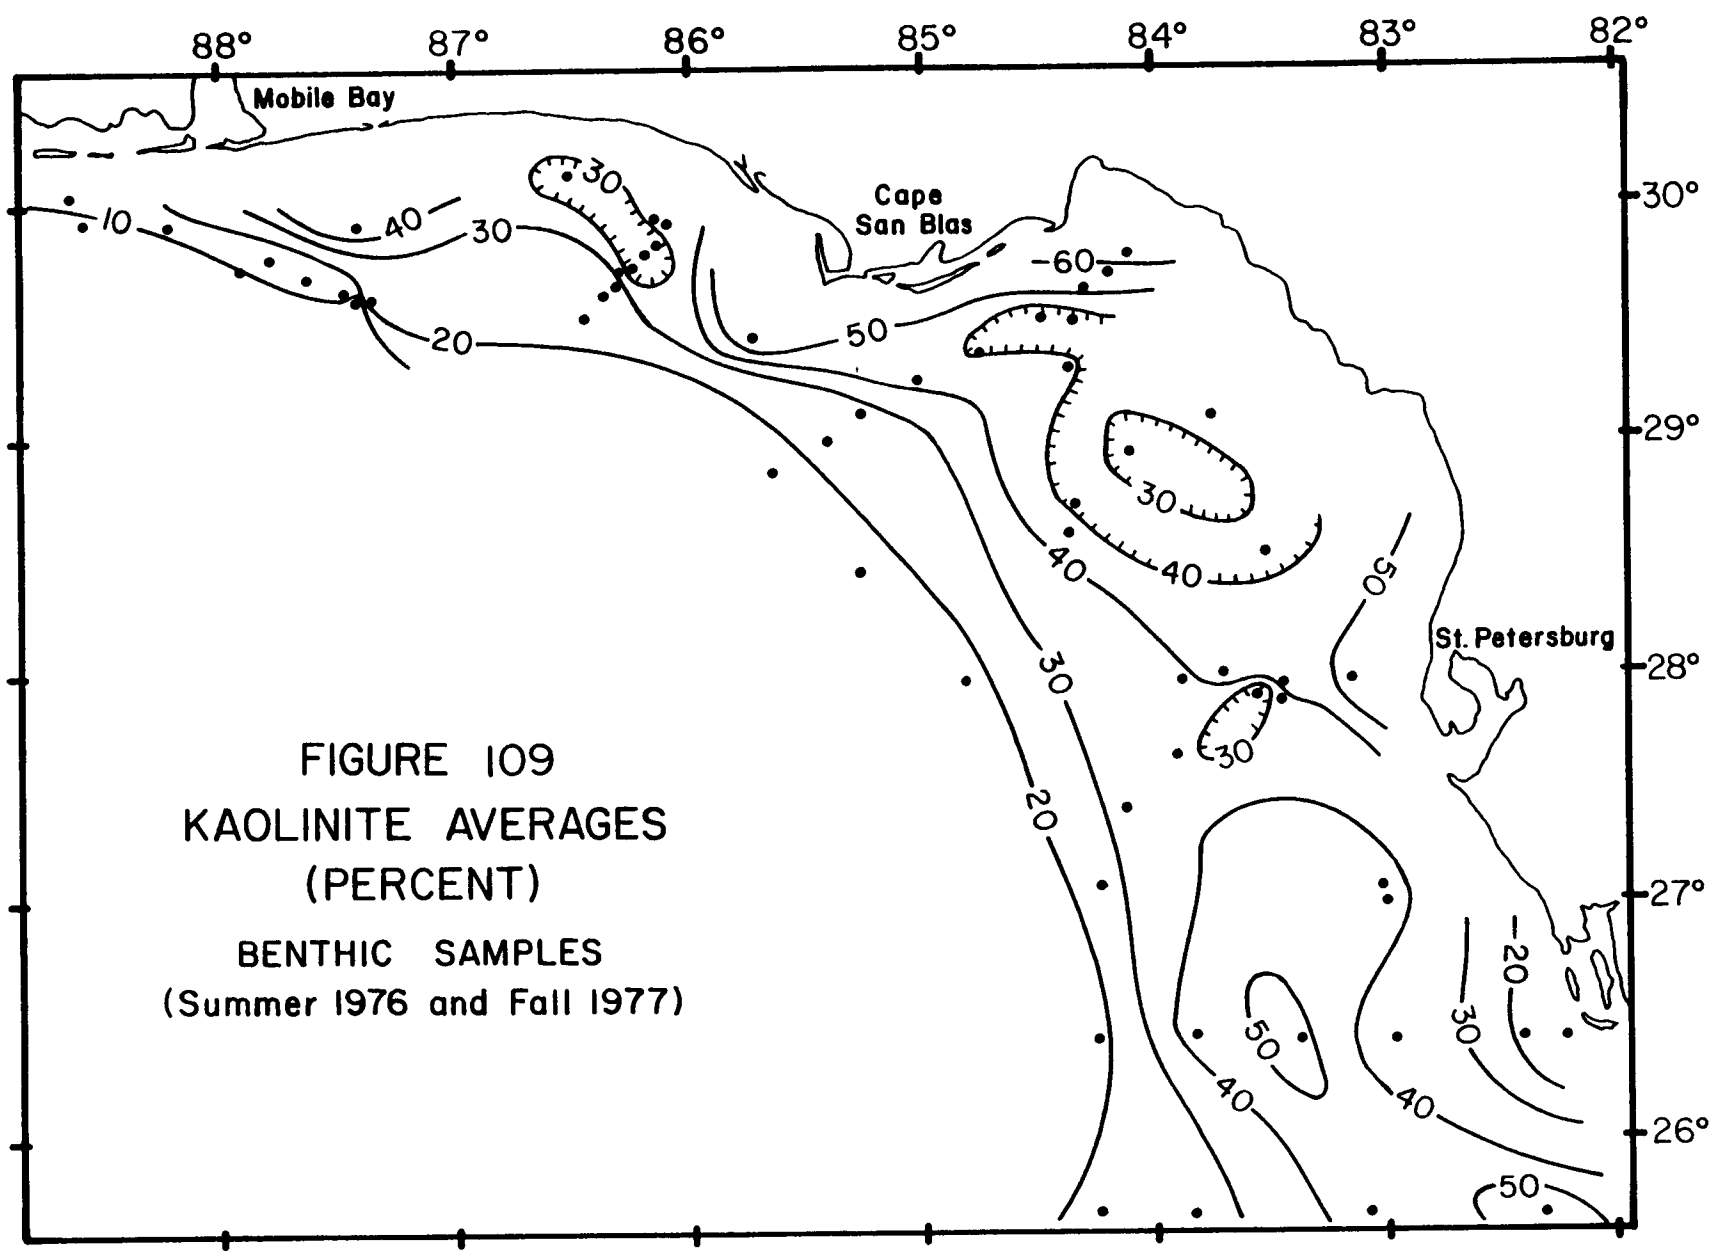 88° 87° 86° 85° 84° 83° 82°
Mobile Bay
30
Cape
San Blas
30°
10
40
30
-60
20
50
29°
30
40
40
50
St. Petersburg
28°
30
30
FIGURE 109
KAOLINITE AVERAGES
(PERCENT)
BENTHIC SAMPLES
(Summer 1976 and Fall 1977)
20
27°
-20
30
50
40
40
26°
50